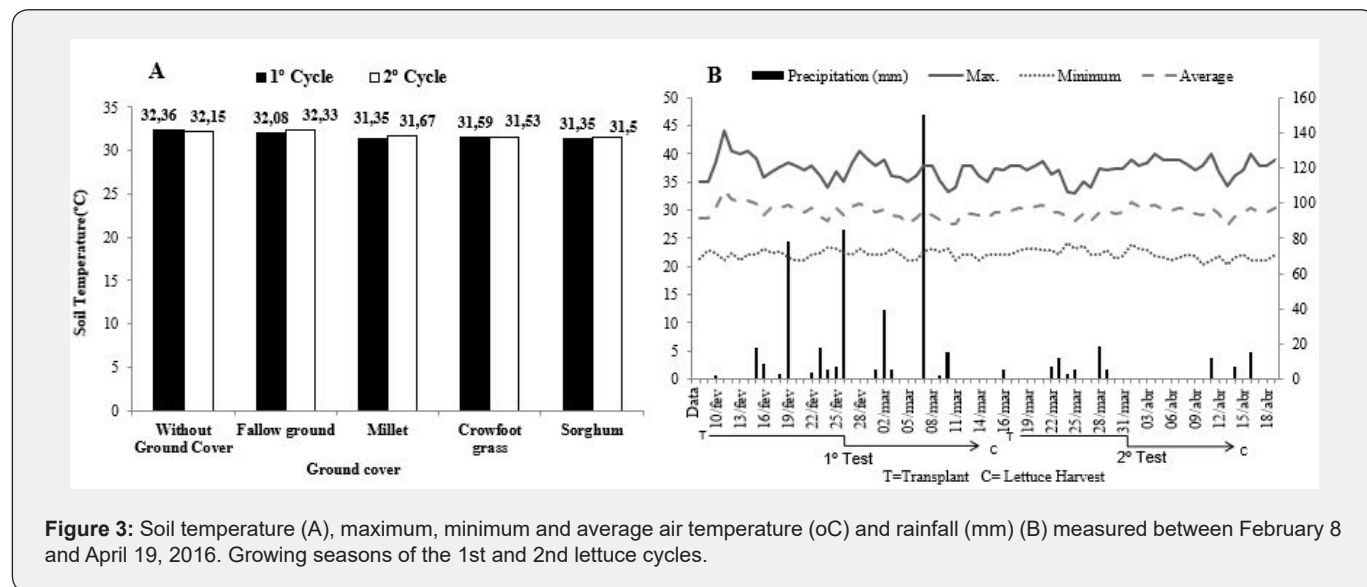 A
■ 1º Cycle □ 2º Cycle
35
30
25
20
15
10
5
0
Soil Temperature(ºC)
32,36 32,15 32,08 32,33 31,35 31,67 31,59 31,53 31,35 31,5
Without Ground Cover
Fallow ground
Millet
Crowfoot grass
Sorghum
Ground cover
B
Precipitation (mm) Max. Minimum Average
50
45
40
35
30
25
20
15
10
5
0
160
140
120
100
80
60
40
20
0
Data 10/fev 13/fev 16/fev 19/fev 22/fev 25/fev 28/fev 02/mar 05/mar 08/mar 11/mar 14/mar 16/mar 19/mar 22/mar 25/mar 28/mar 31/mar 03/abr 06/abr 09/abr 12/abr 15/abr 18/abr
T 1º Test C T 2º Test C
T=Transplant C= Lettuce Harvest
Figure 3: Soil temperature (A), maximum, minimum and average air temperature (oC) and rainfall (mm) (B) measured between February 8
and April 19, 2016. Growing seasons of the 1st and 2nd lettuce cycles.